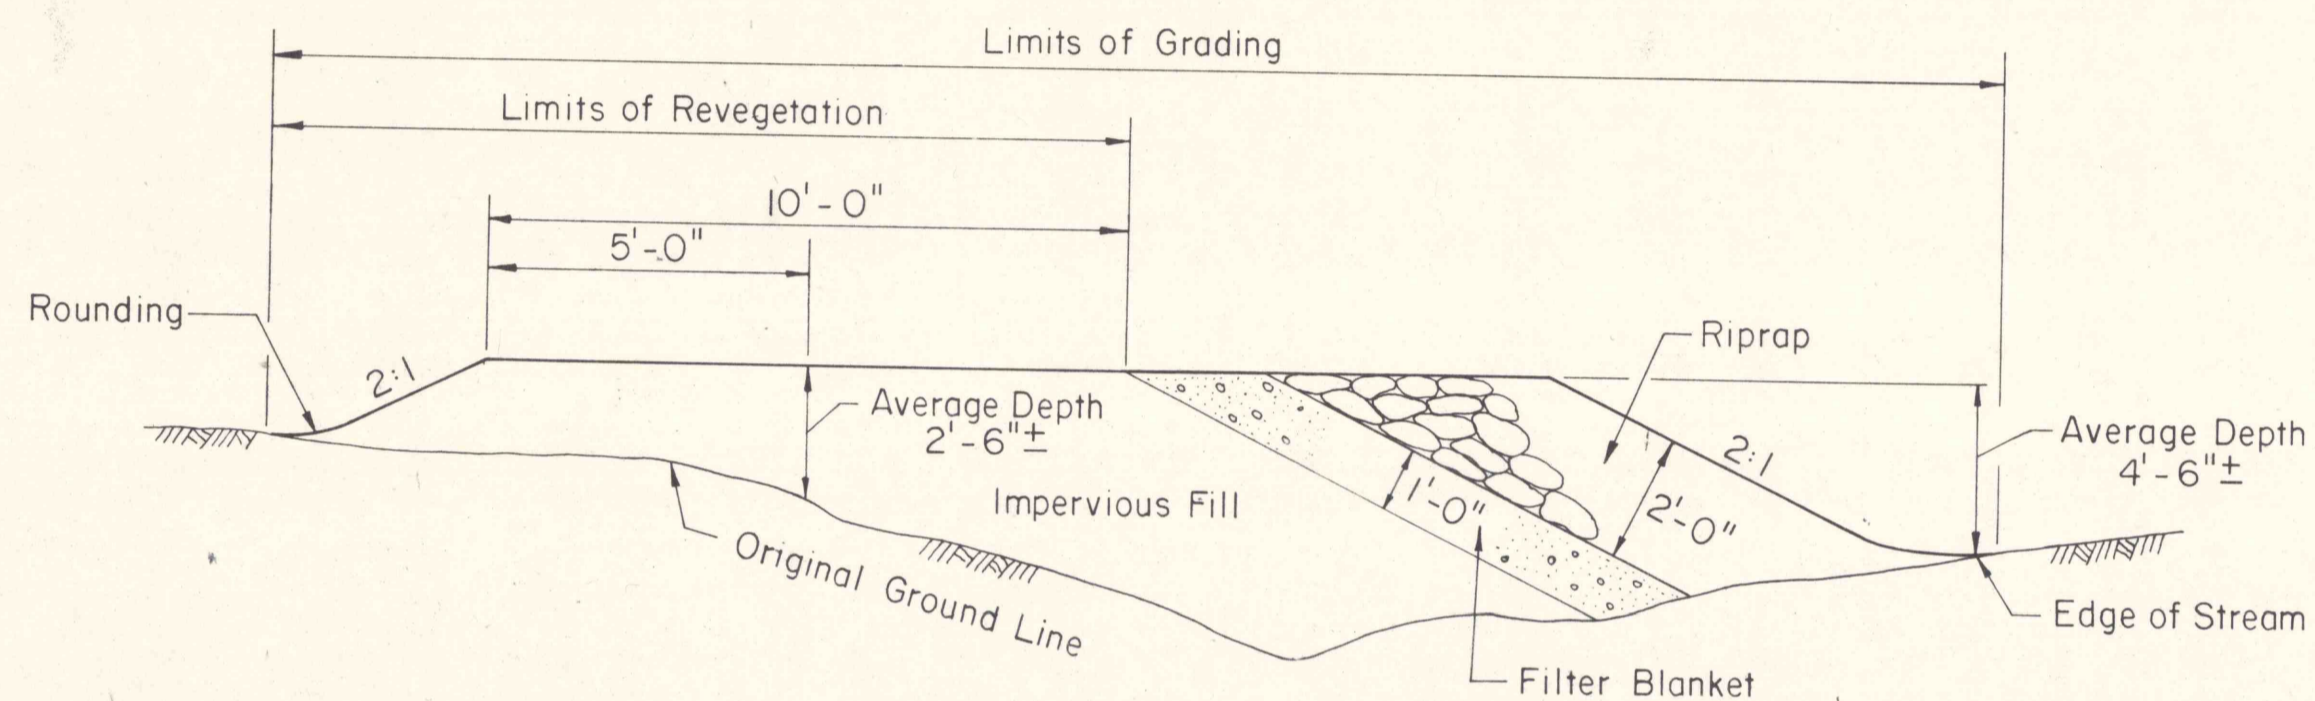 Limits of Grading
Limits of Revegetation
10'-0"
5'-0"
Rounding
2:1
Riprap
Average Depth
2'-6"±
2:1
Average Depth
4'-6"±
Impervious Fill
1'-0"
2'-0"
Original Ground Line
Edge of Stream
Filter Blanket